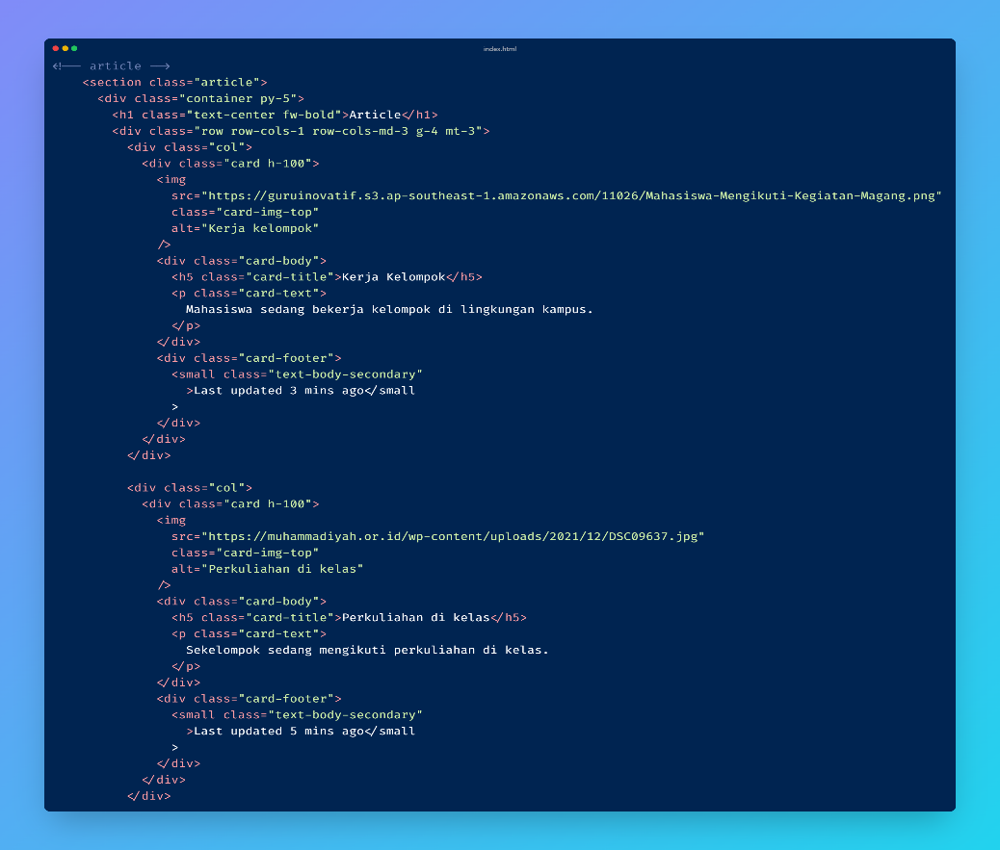 index.html
<!-- article -->
    <section class="article">
      <div class="container py-5">
        <h1 class="text-center fw-bold">Article</h1>
        <div class="row row-cols-1 row-cols-md-3 g-4 mt-3">
          <div class="col">
            <div class="card h-100">
              <img
                src="https://guruinovatif.s3.ap-southeast-1.amazonaws.com/11026/Mahasiswa-Mengikuti-Kegiatan-Magang.png"
                class="card-img-top"
                alt="Kerja kelompok"
              />
              <div class="card-body">
                <h5 class="card-title">Kerja Kelompok</h5>
                <p class="card-text">
                  Mahasiswa sedang bekerja kelompok di lingkungan kampus.
                </p>
              </div>
              <div class="card-footer">
                <small class="text-body-secondary"
                  >Last updated 3 mins ago</small
                >
              </div>
            </div>
          </div>

          <div class="col">
            <div class="card h-100">
              <img
                src="https://muhammadiyah.or.id/wp-content/uploads/2021/12/DSC09637.jpg"
                class="card-img-top"
                alt="Perkuliahan di kelas"
              />
              <div class="card-body">
                <h5 class="card-title">Perkuliahan di kelas</h5>
                <p class="card-text">
                  Sekelompok sedang mengikuti perkuliahan di kelas.
                </p>
              </div>
              <div class="card-footer">
                <small class="text-body-secondary"
                  >Last updated 5 mins ago</small
                >
              </div>
            </div>
          </div>